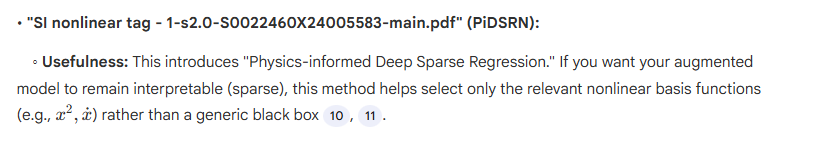 • "SI nonlinear tag - 1-s2.0-S0022460X24005583-main.pdf" (PiDSRN):
◦ Usefulness: This introduces "Physics-informed Deep Sparse Regression." If you want your augmented
model to remain interpretable (sparse), this method helps select only the relevant nonlinear basis functions
(e.g., x², ẋ) rather than a generic black box 10 , 11 .